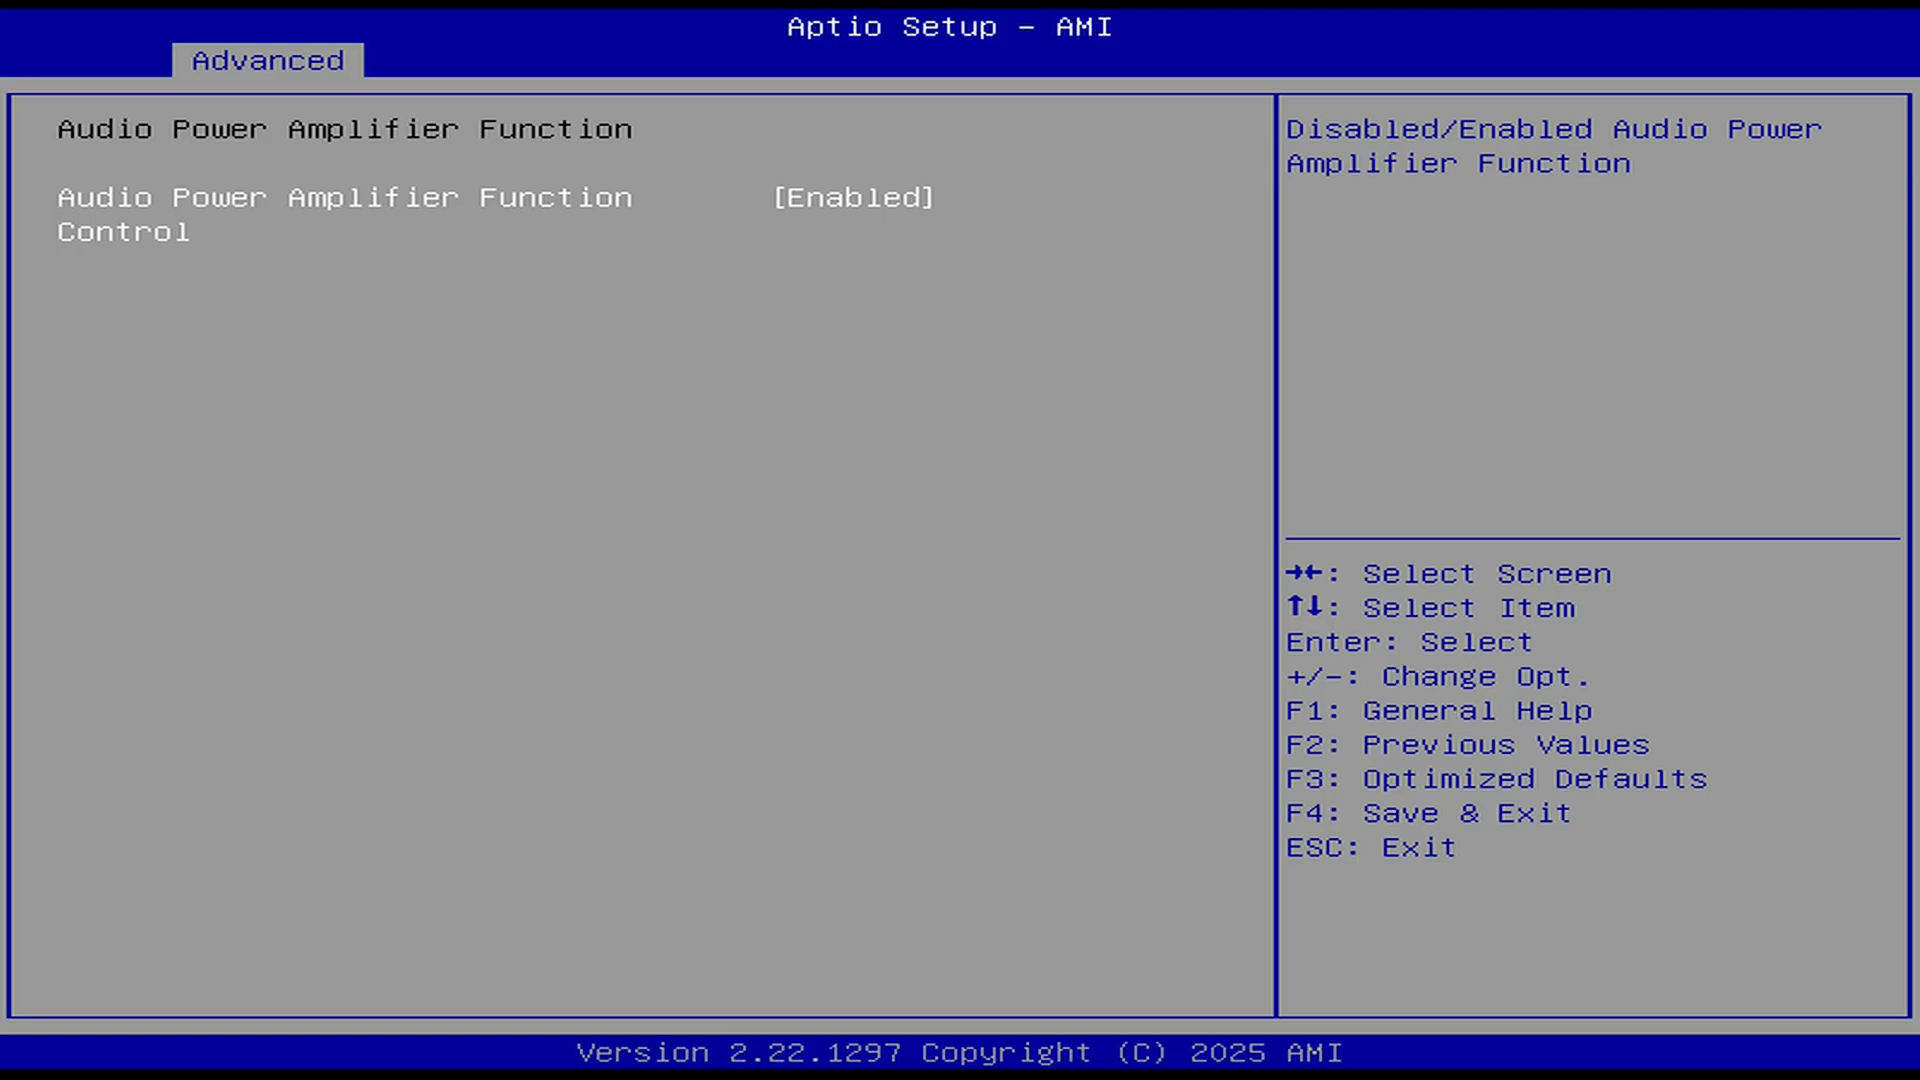 Aptio Setup - AMI
Advanced
Audio Power Amplifier Function
Audio Power Amplifier Function [Enabled]
Control
Disabled/Enabled Audio Power
Amplifier Function
→←: Select Screen
↑↓: Select Item
Enter: Select
+/-: Change Opt.
F1: General Help
F2: Previous Values
F3: Optimized Defaults
F4: Save & Exit
ESC: Exit
Version 2.22.1297 Copyright (C) 2025 AMI